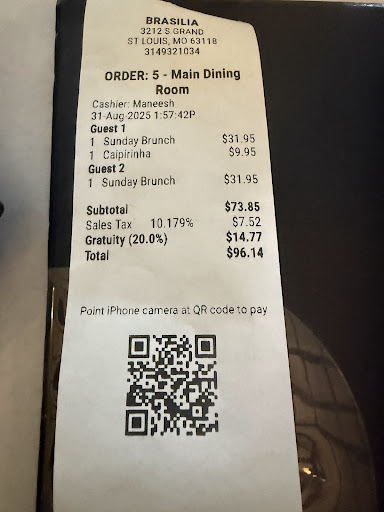 BRASILIA
3212 S GRAND
ST LOUIS, MO 63118
3149321034
ORDER: 5 - Main Dining
Room
Cashier: Maneesh
31-Aug-2025 1:57:42P
Guest 1
1 Sunday Brunch $31.95
1 Caipirinha $9.95
Guest 2
1 Sunday Brunch $31.95
Subtotal $73.85
Sales Tax 10.179% $7.52
Gratuity (20.0%) $14.77
Total $96.14
Point iPhone camera at QR code to pay